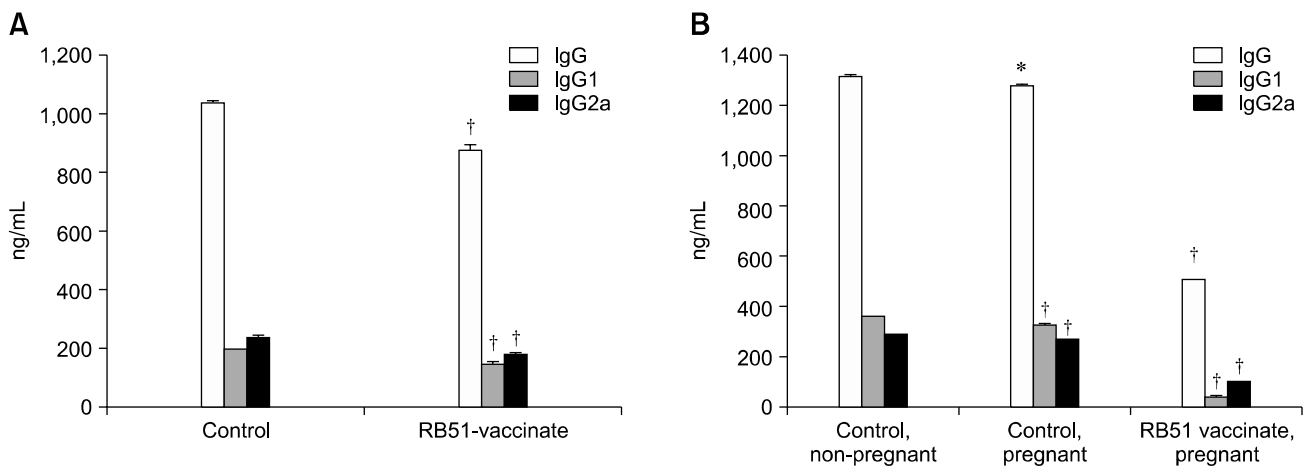 A
1,200
1,000
800
600
400
200
0
ng/mL
IgG
IgG1
IgG2a
†
† †
Control
RB51-vaccinate
B
1,400
1,200
1,000
800
600
400
200
0
ng/mL
IgG
IgG1
IgG2a
*
† †
†
† †
Control,
non-pregnant
Control,
pregnant
RB51 vaccinate,
pregnant